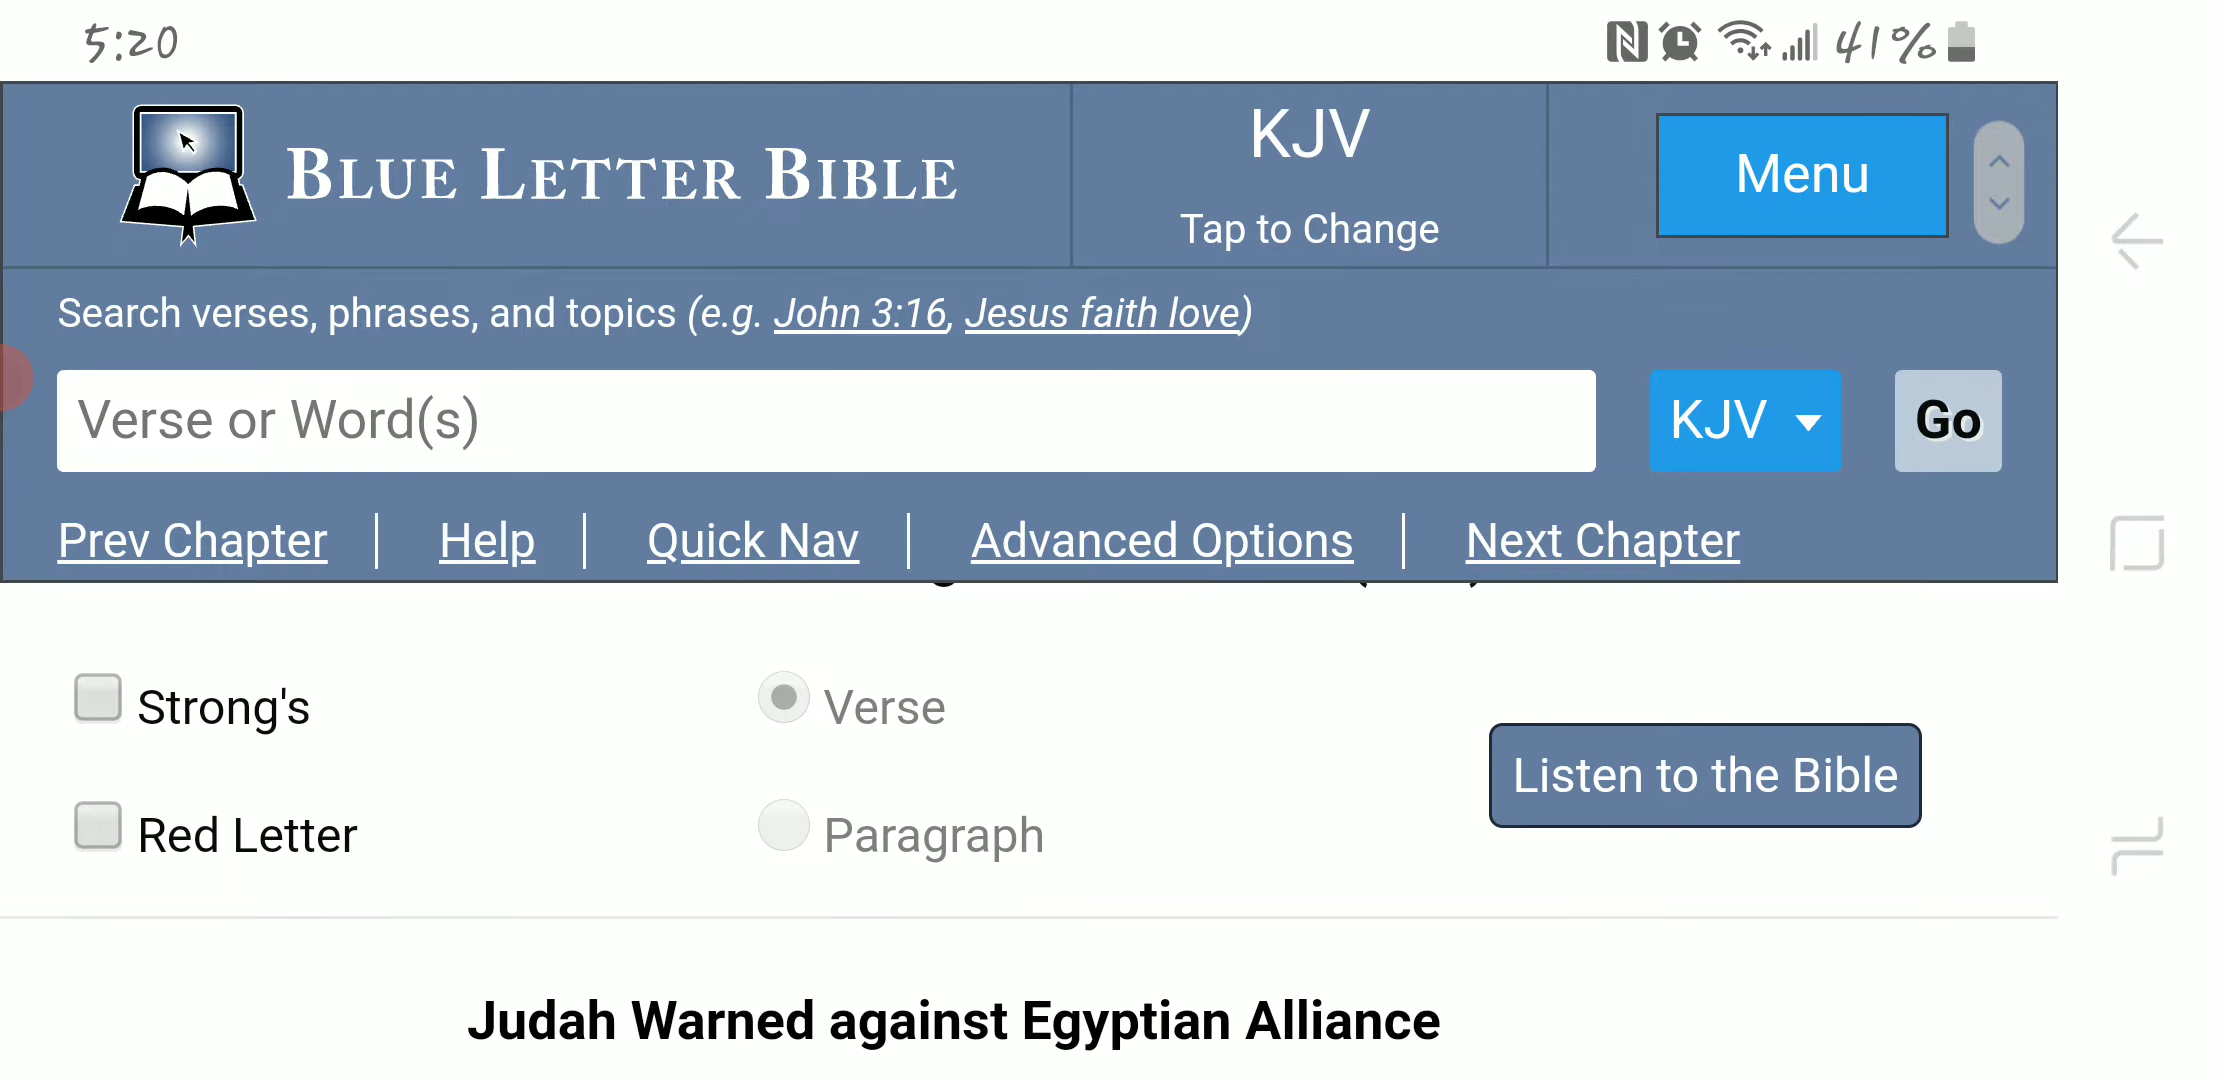 5:20 41%
BLUE LETTER BIBLE
KJV
Tap to Change
Menu
Search verses, phrases, and topics (e.g. John 3:16, Jesus faith love)
Verse or Word(s)
KJV
Go
Prev Chapter | Help | Quick Nav | Advanced Options | Next Chapter
Strong's
Verse
Red Letter
Paragraph
Listen to the Bible
Judah Warned against Egyptian Alliance